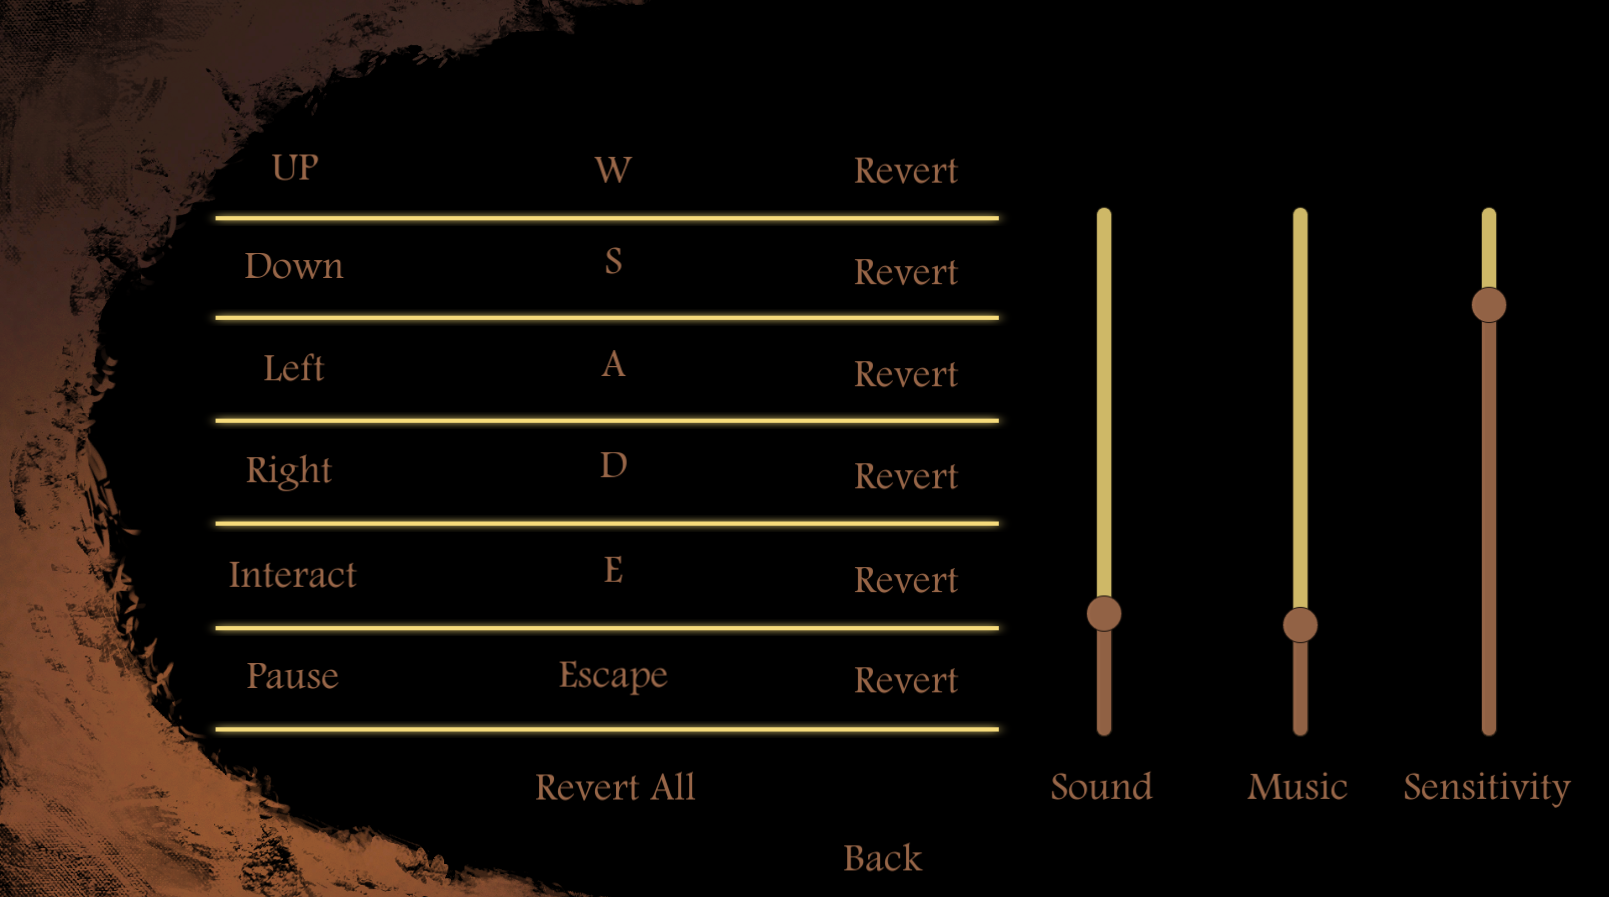 UP W Revert
Down S Revert
Left A Revert
Right D Revert
Interact E Revert
Pause Escape Revert
Revert All
Sound Music Sensitivity
Back